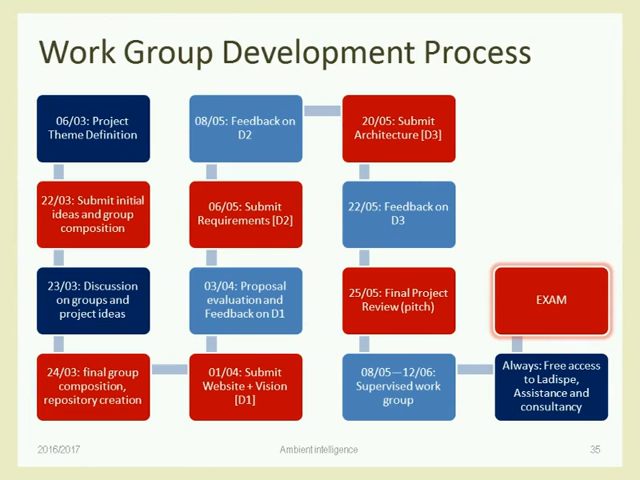 Work Group Development Process
06/03: Project
Theme Definition
22/03: Submit initial
ideas and group
composition
23/03: Discussion
on groups and
project ideas
24/03: final group
composition,
repository creation
01/04: Submit
Website + Vision
[D1]
03/04: Proposal
evaluation and
Feedback on D1
06/05: Submit
Requirements [D2]
08/05: Feedback on
D2
20/05: Submit
Architecture [D3]
22/05: Feedback on
D3
25/05: Final Project
Review (pitch)
08/05—12/06:
Supervised work
group
Always: Free access
to Ladispe,
Assistance and
consultancy
EXAM
2016/2017
Ambient intelligence
35